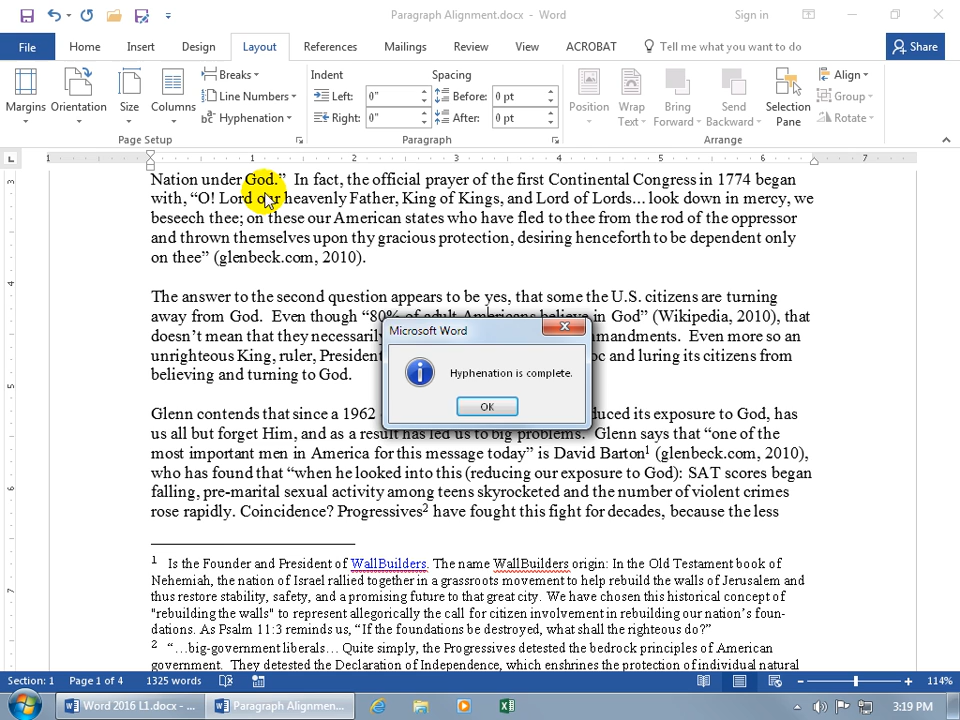 Paragraph Alignment.docx - Word
Sign in
File
Home
Insert
Design
Layout
References
Mailings
Review
View
ACROBAT
Tell me what you want to do
Share
Margins
Orientation
Size
Columns
Breaks
Line Numbers
Hyphenation
Page Setup
Indent
Left: 0"
Right: 0"
Spacing
Before: 0 pt
After: 0 pt
Paragraph
Position
Wrap Text
Bring Forward
Send Backward
Selection Pane
Align
Group
Rotate
Arrange
1 1 2 3 4 5 6 7
3
4
5
6
7
Nation under God.” In fact, the official prayer of the first Continental Congress in 1774 began
with, “O! Lord our heavenly Father, King of Kings, and Lord of Lords... look down in mercy, we
beseech thee; on these our American states who have fled to thee from the rod of the oppressor
and thrown themselves upon thy gracious protection, desiring henceforth to be dependent only
on thee” (glenbeck.com, 2010).
The answer to the second question appears to be yes, that some the U.S. citizens are turning
away from God. Even though “80% of adult Americans believe in God” (Wikipedia, 2010), that
doesn’t mean that they necessarily
mmandments. Even more so an
unrighteous King, ruler, President
oc and luring its citizens from
believing and turning to God.
Glenn contends that since a 1962
duced its exposure to God, has
us all but forget Him, and as a result has led us to big problems. Glenn says that “one of the
most important men in America for this message today” is David Barton1 (glenbeck.com, 2010),
who has found that “when he looked into this (reducing our exposure to God): SAT scores began
falling, pre-marital sexual activity among teens skyrocketed and the number of violent crimes
rose rapidly. Coincidence? Progressives2 have fought this fight for decades, because the less
1 Is the Founder and President of WallBuilders. The name WallBuilders origin: In the Old Testament book of
Nehemiah, the nation of Israel rallied together in a grassroots movement to help rebuild the walls of Jerusalem and
thus restore stability, safety, and a promising future to that great city. We have chosen this historical concept of
"rebuilding the walls" to represent allegorically the call for citizen involvement in rebuilding our nation’s foun-
dations. As Psalm 11:3 reminds us, “If the foundations be destroyed, what shall the righteous do?”
2 “…big-government liberals… Quite simply, the Progressives detested the bedrock principles of American
government. They detested the Declaration of Independence, which enshrines the protection of individual natural
Microsoft Word
Hyphenation is complete.
OK
Section: 1
Page 1 of 4
1325 words
114%
Word 2016 L1.docx - ...
Paragraph Alignmen...
3:19 PM